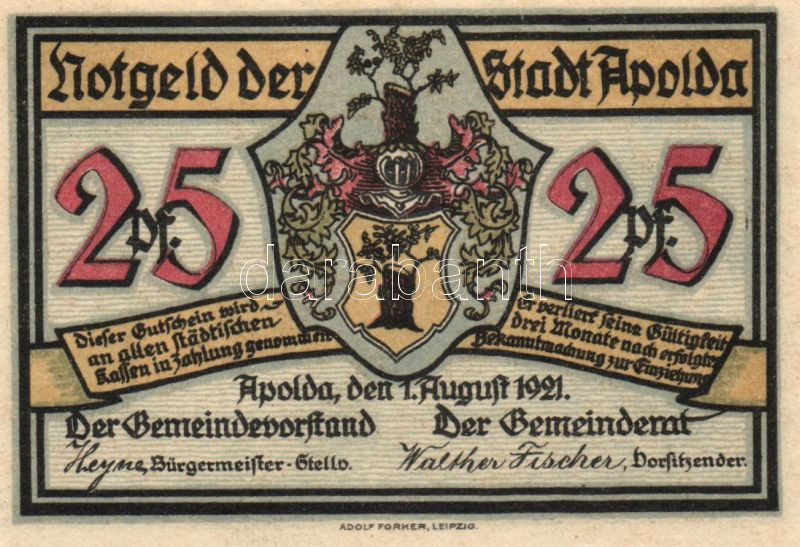 Notgeld der Stadt Apolda
25 Pf.
25 Pf.
Dieser Gutschein wird
an allen städtischen
Kassen in Zahlung genommen
Er verliert seine Gültigkeit
drei Monate nach erfolgter
Bekanntmachung zur Einziehung
darabanth
Apolda, den 1. August 1921.
Der Gemeindevorstand Der Gemeinderat
Heyne, Bürgermeister-Stellv. Walther Fischer, Vorsitzender.
ADOLF FORKER, LEIPZIG.